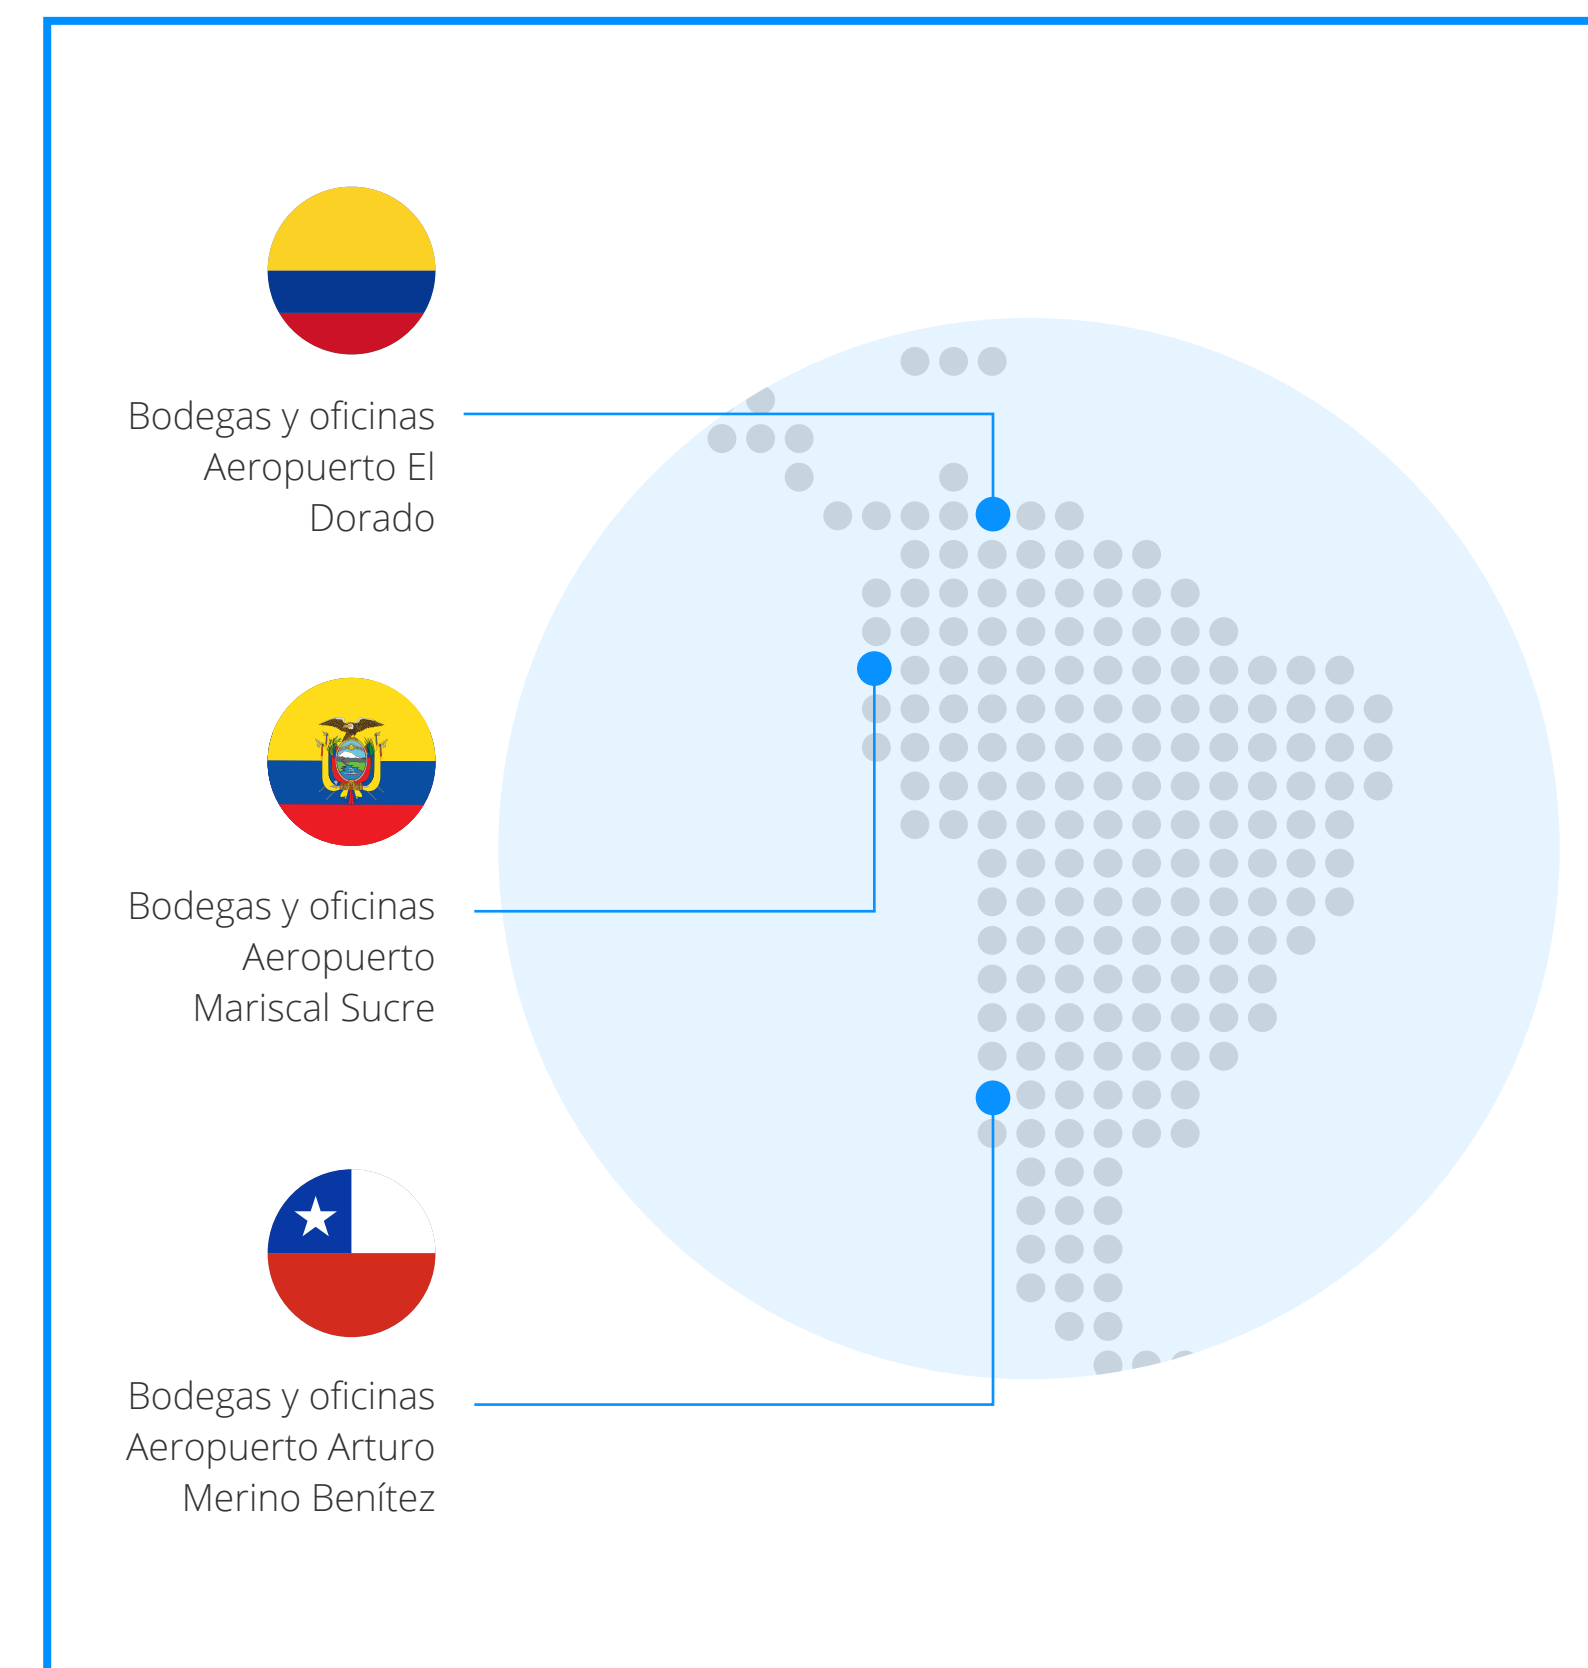 Bodegas y oficinas
Aeropuerto El
Dorado
Bodegas y oficinas
Aeropuerto
Mariscal Sucre
Bodegas y oficinas
Aeropuerto Arturo
Merino Benítez